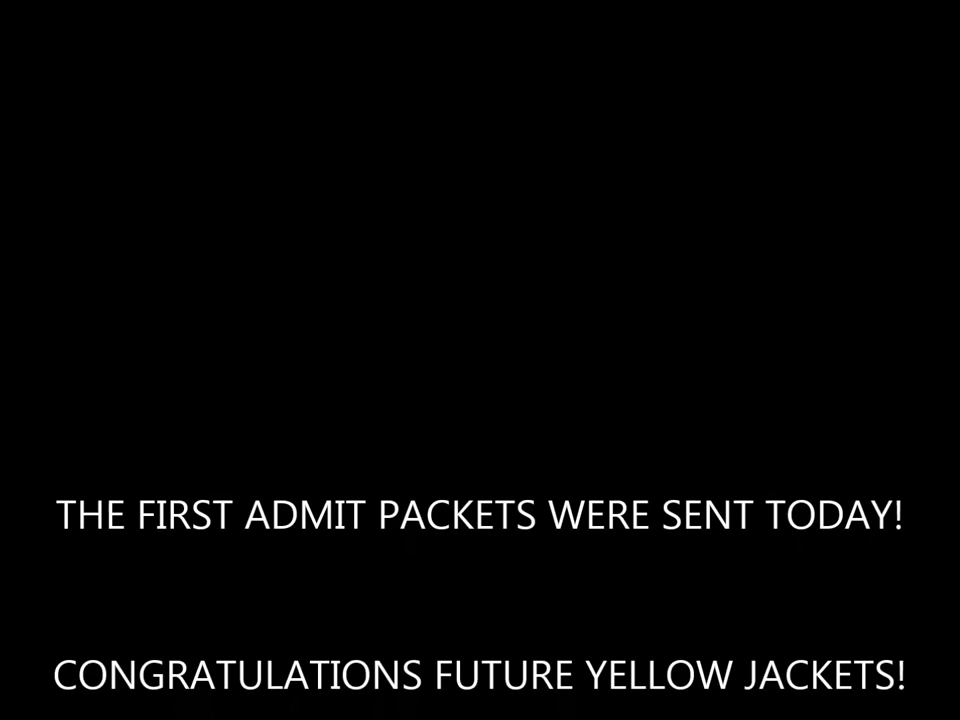 THE FIRST ADMIT PACKETS WERE SENT TODAY!
CONGRATULATIONS FUTURE YELLOW JACKETS!